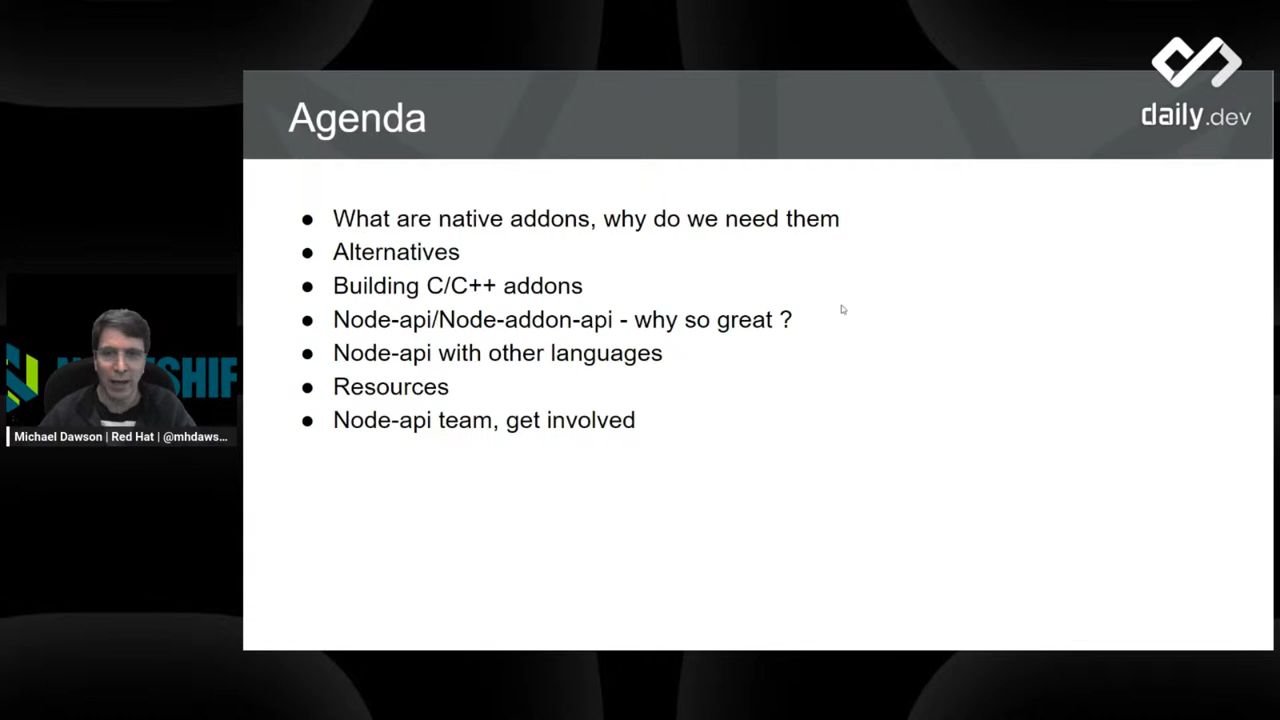 daily.dev
Agenda
What are native addons, why do we need them
Alternatives
Building C/C++ addons
Node-api/Node-addon-api - why so great ?
Node-api with other languages
Resources
Node-api team, get involved
Michael Dawson | Red Hat | @mhdaws...